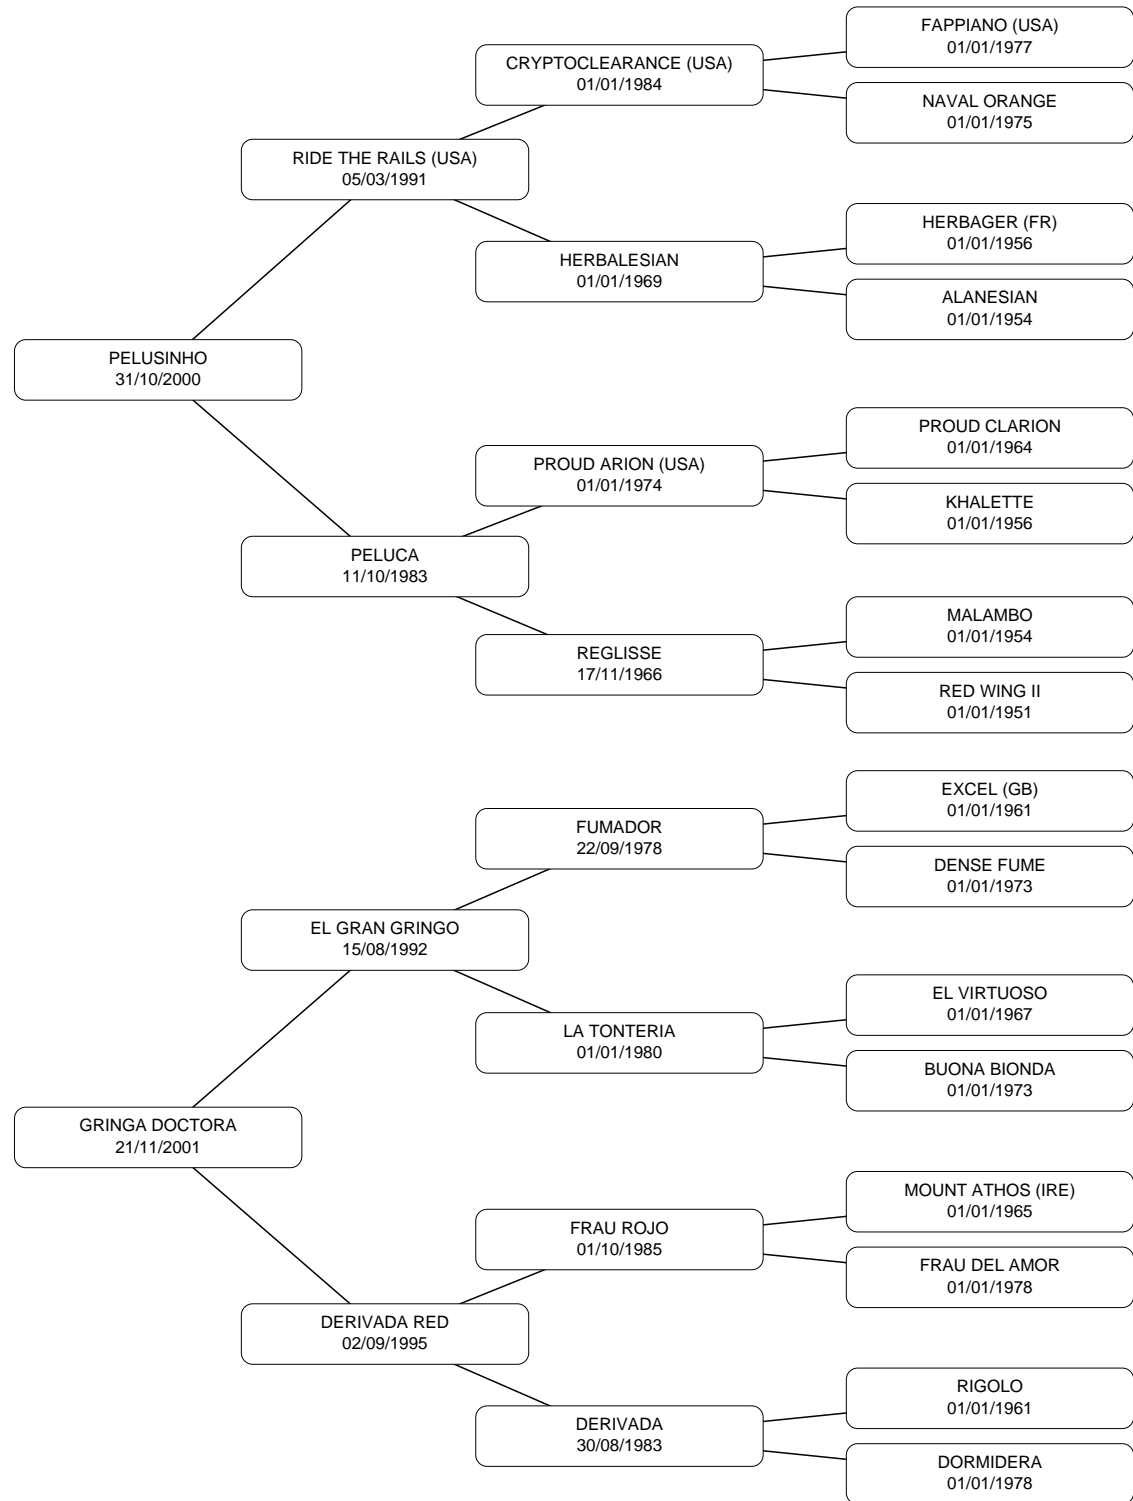 FAPPIANO (USA)
01/01/1977
CRYPTOCLEARANCE (USA)
01/01/1984
NAVAL ORANGE
01/01/1975
RIDE THE RAILS (USA)
05/03/1991
HERBAGER (FR)
01/01/1956
HERBALESIAN
01/01/1969
ALANESIAN
01/01/1954
PELUSINHO
31/10/2000
PROUD CLARION
01/01/1964
PROUD ARION (USA)
01/01/1974
KHALETTE
01/01/1956
PELUCA
11/10/1983
MALAMBO
01/01/1954
REGLISSE
17/11/1966
RED WING II
01/01/1951
EXCEL (GB)
01/01/1961
FUMADOR
22/09/1978
DENSE FUME
01/01/1973
EL GRAN GRINGO
15/08/1992
EL VIRTUOSO
01/01/1967
LA TONTERIA
01/01/1980
BUONA BIONDA
01/01/1973
GRINGA DOCTORA
21/11/2001
MOUNT ATHOS (IRE)
01/01/1965
FRAU ROJO
01/10/1985
FRAU DEL AMOR
01/01/1978
DERIVADA RED
02/09/1995
RIGOLO
01/01/1961
DERIVADA
30/08/1983
DORMIDERA
01/01/1978